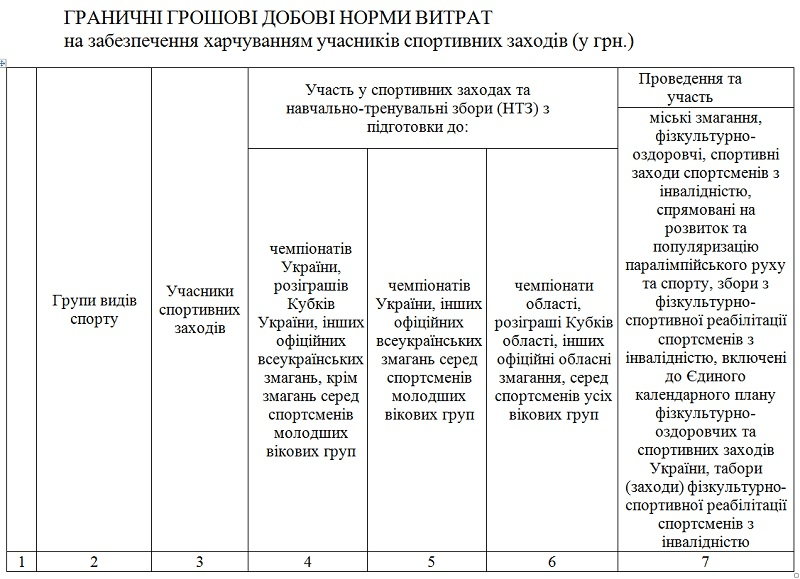 ГРАНИЧНІ ГРОШОВІ ДОБОВІ НОРМИ ВИТРАТ
на забезпечення харчуванням учасників спортивних заходів (у грн.)
Групи видів
спорту
Учасники
спортивних
заходів
Участь у спортивних заходах та
навчально-тренувальні збори (НТЗ) з
підготовки до:
чемпіонатів
України,
розіграшів
Кубків
України, інших
офіційних
всеукраїнських
змагань, крім
змагань серед
спортсменів
молодших
вікових груп
чемпіонатів
України, інших
офіційних
всеукраїнських
змагань серед
спортсменів
молодших
вікових груп
чемпіонати
області,
розіграші Кубків
області, інших
офіційні обласні
змагання, серед
спортсменів усіх
вікових груп
Проведення та
участь
міські змагання,
фізкультурно-
оздоровчі, спортивні
заходи спортсменів з
інвалідністю,
спрямовані на
розвиток та
популяризацію
паралімпійського руху
та спорту, збори з
фізкультурно-
спортивної реабілітації
спортсменів з
інвалідністю, включені
до Єдиного
календарного плану
фізкультурно-
оздоровчих та
спортивних заходів
України, табори
(заходи) фізкультурно-
спортивної реабілітації
спортсменів з
інвалідністю
1 2 3 4 5 6 7